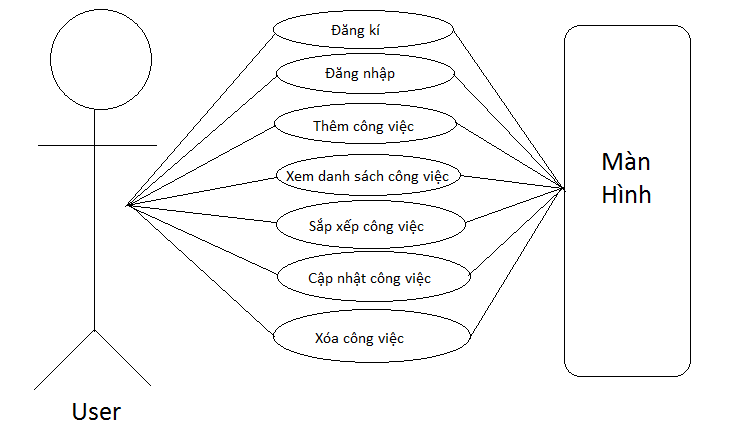 Đăng kí
Đăng nhập
Thêm công việc
Xem danh sách công việc
Sắp xếp công việc
Cập nhật công việc
Xóa công việc
Màn
Hình
User